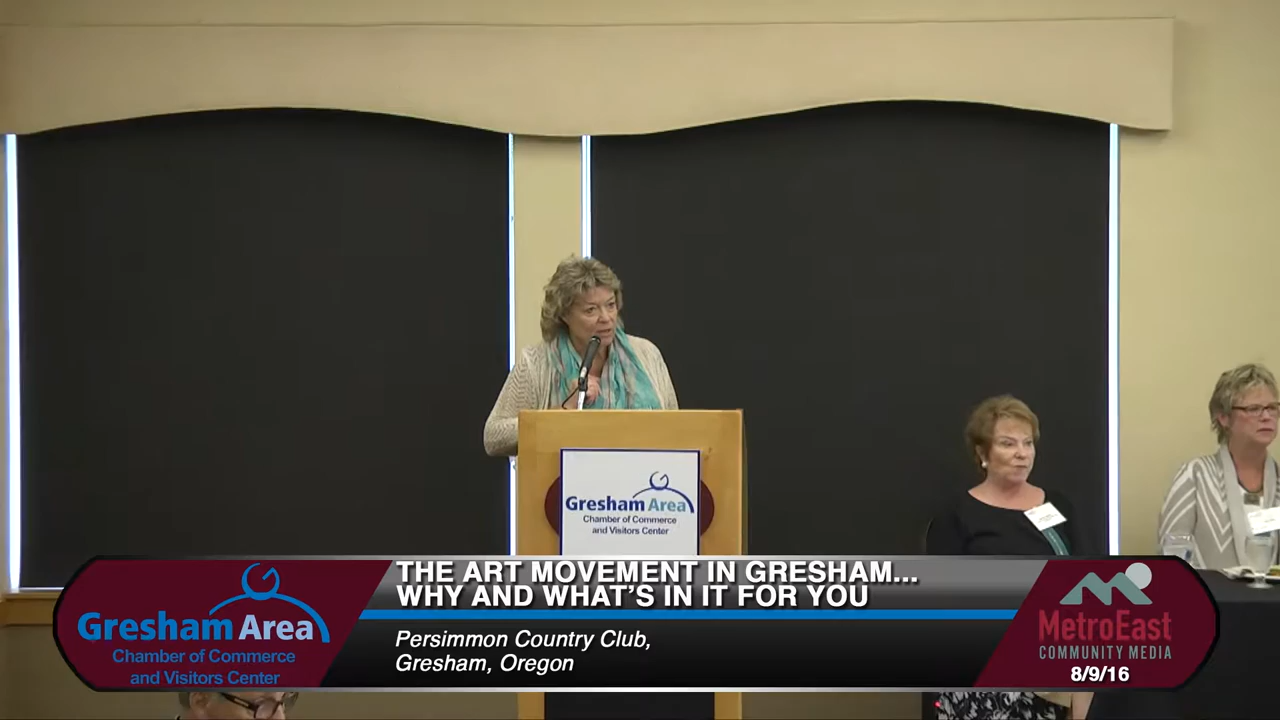 Gresham Area
Chamber of Commerce
and Visitors Center
THE ART MOVEMENT IN GRESHAM...
WHY AND WHAT'S IN IT FOR YOU
Gresham Area
Chamber of Commerce
and Visitors Center
Persimmon Country Club,
Gresham, Oregon
MetroEast
COMMUNITY MEDIA
8/9/16